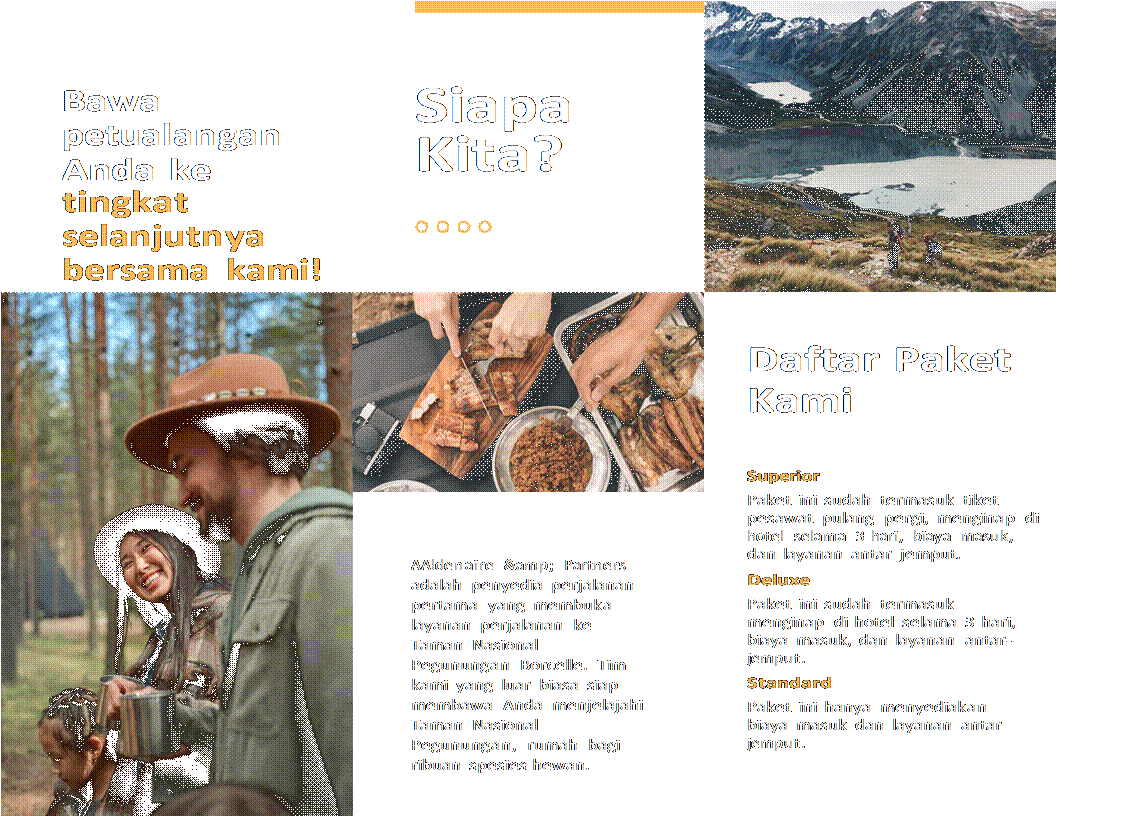 Bawa
petualangan
Anda ke
tingkat
selanjutnya
bersama kami!
Siapa
Kita?
AAldenaire &amp; Partners
adalah penyedia perjalanan
pertama yang membuka
layanan perjalanan ke
Taman Nasional
Pegunungan Borcelle. Tim
kami yang luar biasa siap
membawa Anda menjelajahi
Taman Nasional
Pegunungan, rumah bagi
ribuan spesies hewan.
Daftar Paket
Kami
Superior
Paket ini sudah termasuk tiket
pesawat pulang pergi, menginap di
hotel selama 3 hari, biaya masuk,
dan layanan antar jemput.
Deluxe
Paket ini sudah termasuk
menginap di hotel selama 3 hari,
biaya masuk, dan layanan antar-
jemput.
Standard
Paket ini hanya menyediakan
biaya masuk dan layanan antar
jemput.